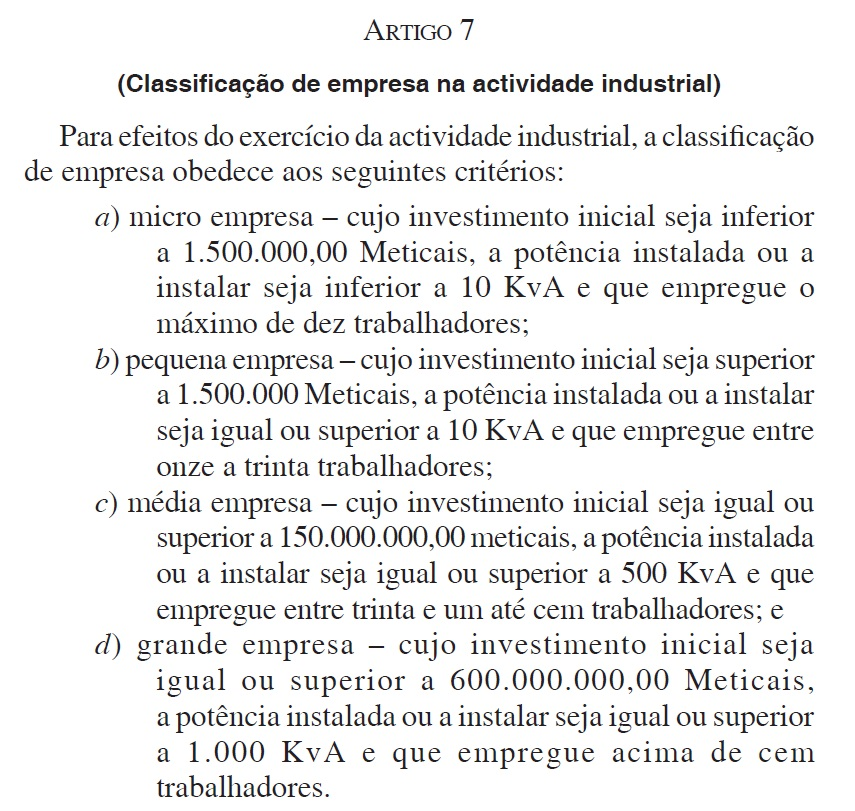 ARTIGO 7
(Classificação de empresa na actividade industrial)
Para efeitos do exercício da actividade industrial, a classificação
de empresa obedece aos seguintes critérios:
a) micro empresa – cujo investimento inicial seja inferior
a 1.500.000,00 Meticais, a potência instalada ou a
instalar seja inferior a 10 KvA e que empregue o
máximo de dez trabalhadores;
b) pequena empresa – cujo investimento inicial seja superior
a 1.500.000 Meticais, a potência instalada ou a instalar
seja igual ou superior a 10 KvA e que empregue entre
onze a trinta trabalhadores;
c) média empresa – cujo investimento inicial seja igual ou
superior a 150.000.000,00 meticais, a potência instalada
ou a instalar seja igual ou superior a 500 KvA e que
empregue entre trinta e um até cem trabalhadores; e
d) grande empresa – cujo investimento inicial seja
igual ou superior a 600.000.000,00 Meticais,
a potência instalada ou a instalar seja igual ou superior
a 1.000 KvA e que empregue acima de cem
trabalhadores.